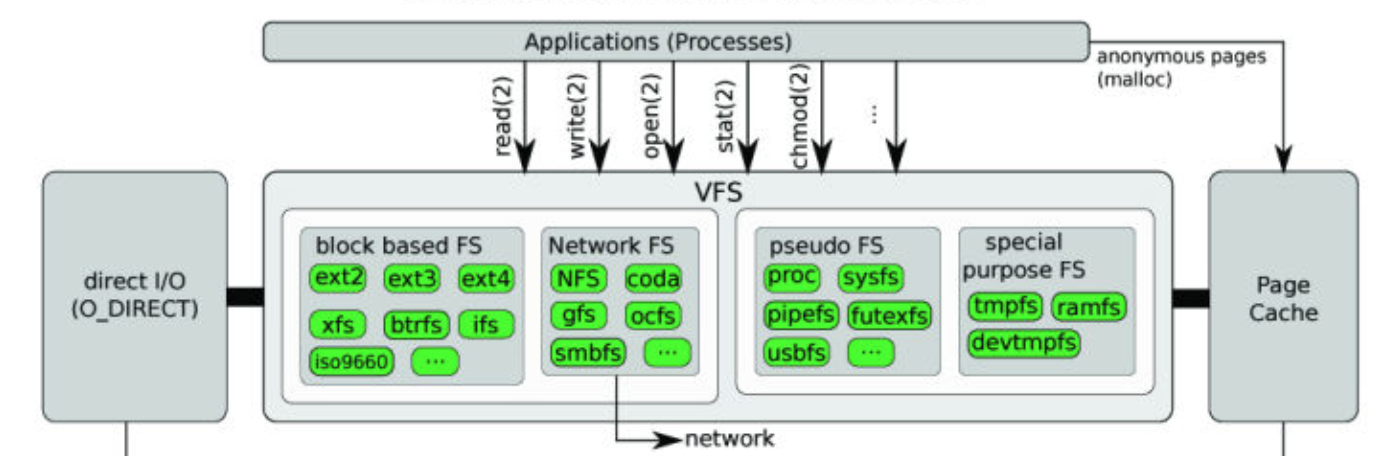 Applications (Processes)
anonymous pages
(malloc)
read(2)
write(2)
open(2)
stat(2)
chmod(2)
...
VFS
direct I/O
(O_DIRECT)
block based FS
ext2 ext3 ext4
xfs btrfs ifs
iso9660 ...
Network FS
NFS coda
gfs ocfs
smbfs ...
pseudo FS
proc sysfs
pipefs futexfs
usbfs ...
special
purpose FS
tmpfs ramfs
devtmpfs
Page
Cache
network